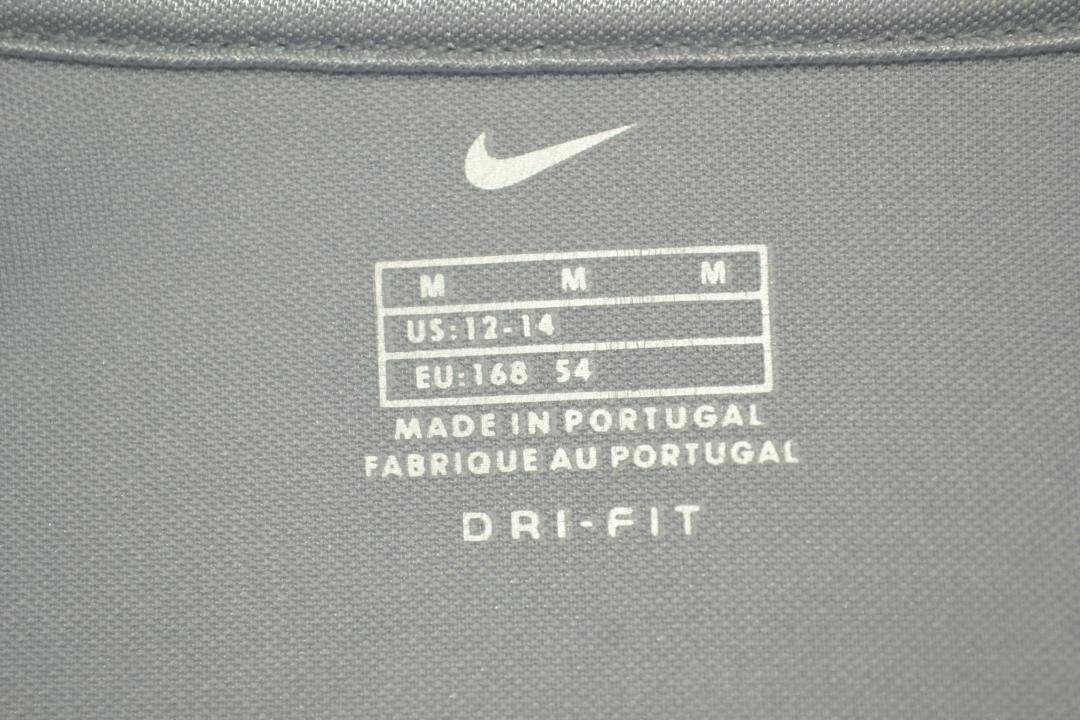 M M M
US:12-14
EU:168 54
MADE IN PORTUGAL
FABRIQUE AU PORTUGAL
DRI-FIT